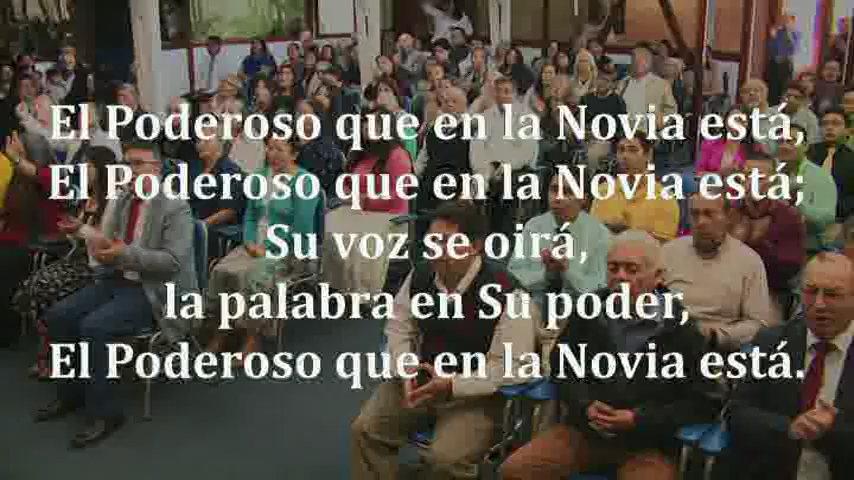 El Poderoso que en la Novia está,
El Poderoso que en la Novia está;
Su voz se oirá,
la palabra en Su poder,
El Poderoso que en la Novia está.